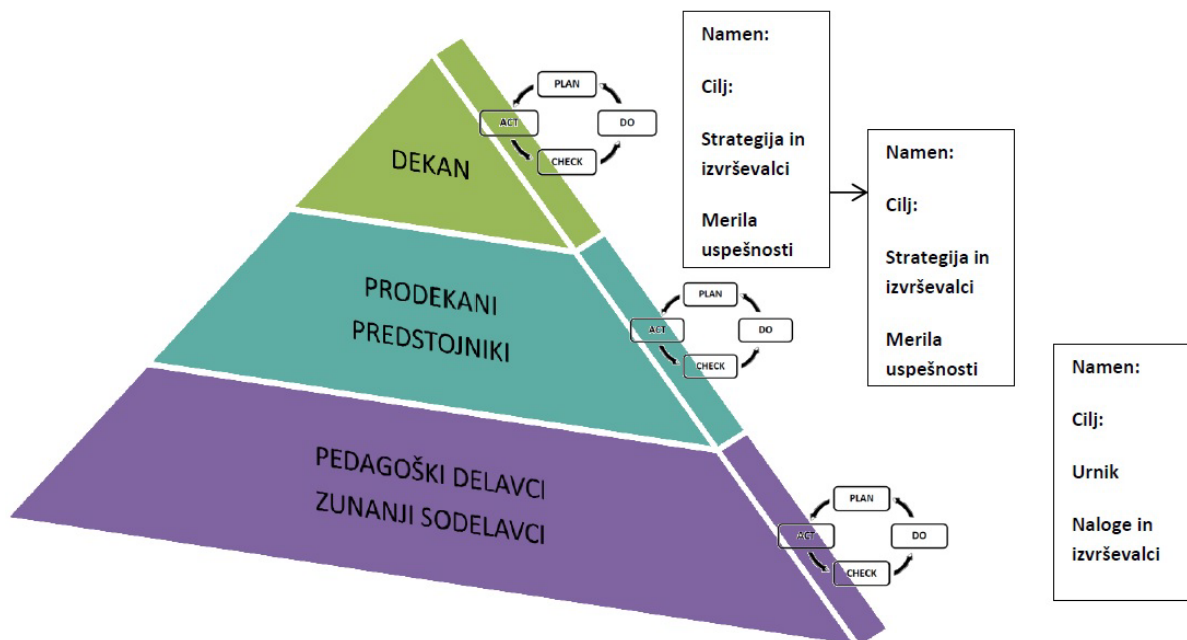 DEKAN
PLAN
ACT
DO
CHECK
Namen:
Cilj:
Strategija in
izvrševalci
Merila
uspešnosti
PRODEKANI
PREDSTOJNIKI
PLAN
ACT
DO
CHECK
Namen:
Cilj:
Strategija in
izvrševalci
Merila
uspešnosti
PEDAGOŠKI DELAVCI
ZUNANJI SODELAVCI
PLAN
ACT
DO
CHECK
Namen:
Cilj:
Urnik
Naloge in
izvrševalci